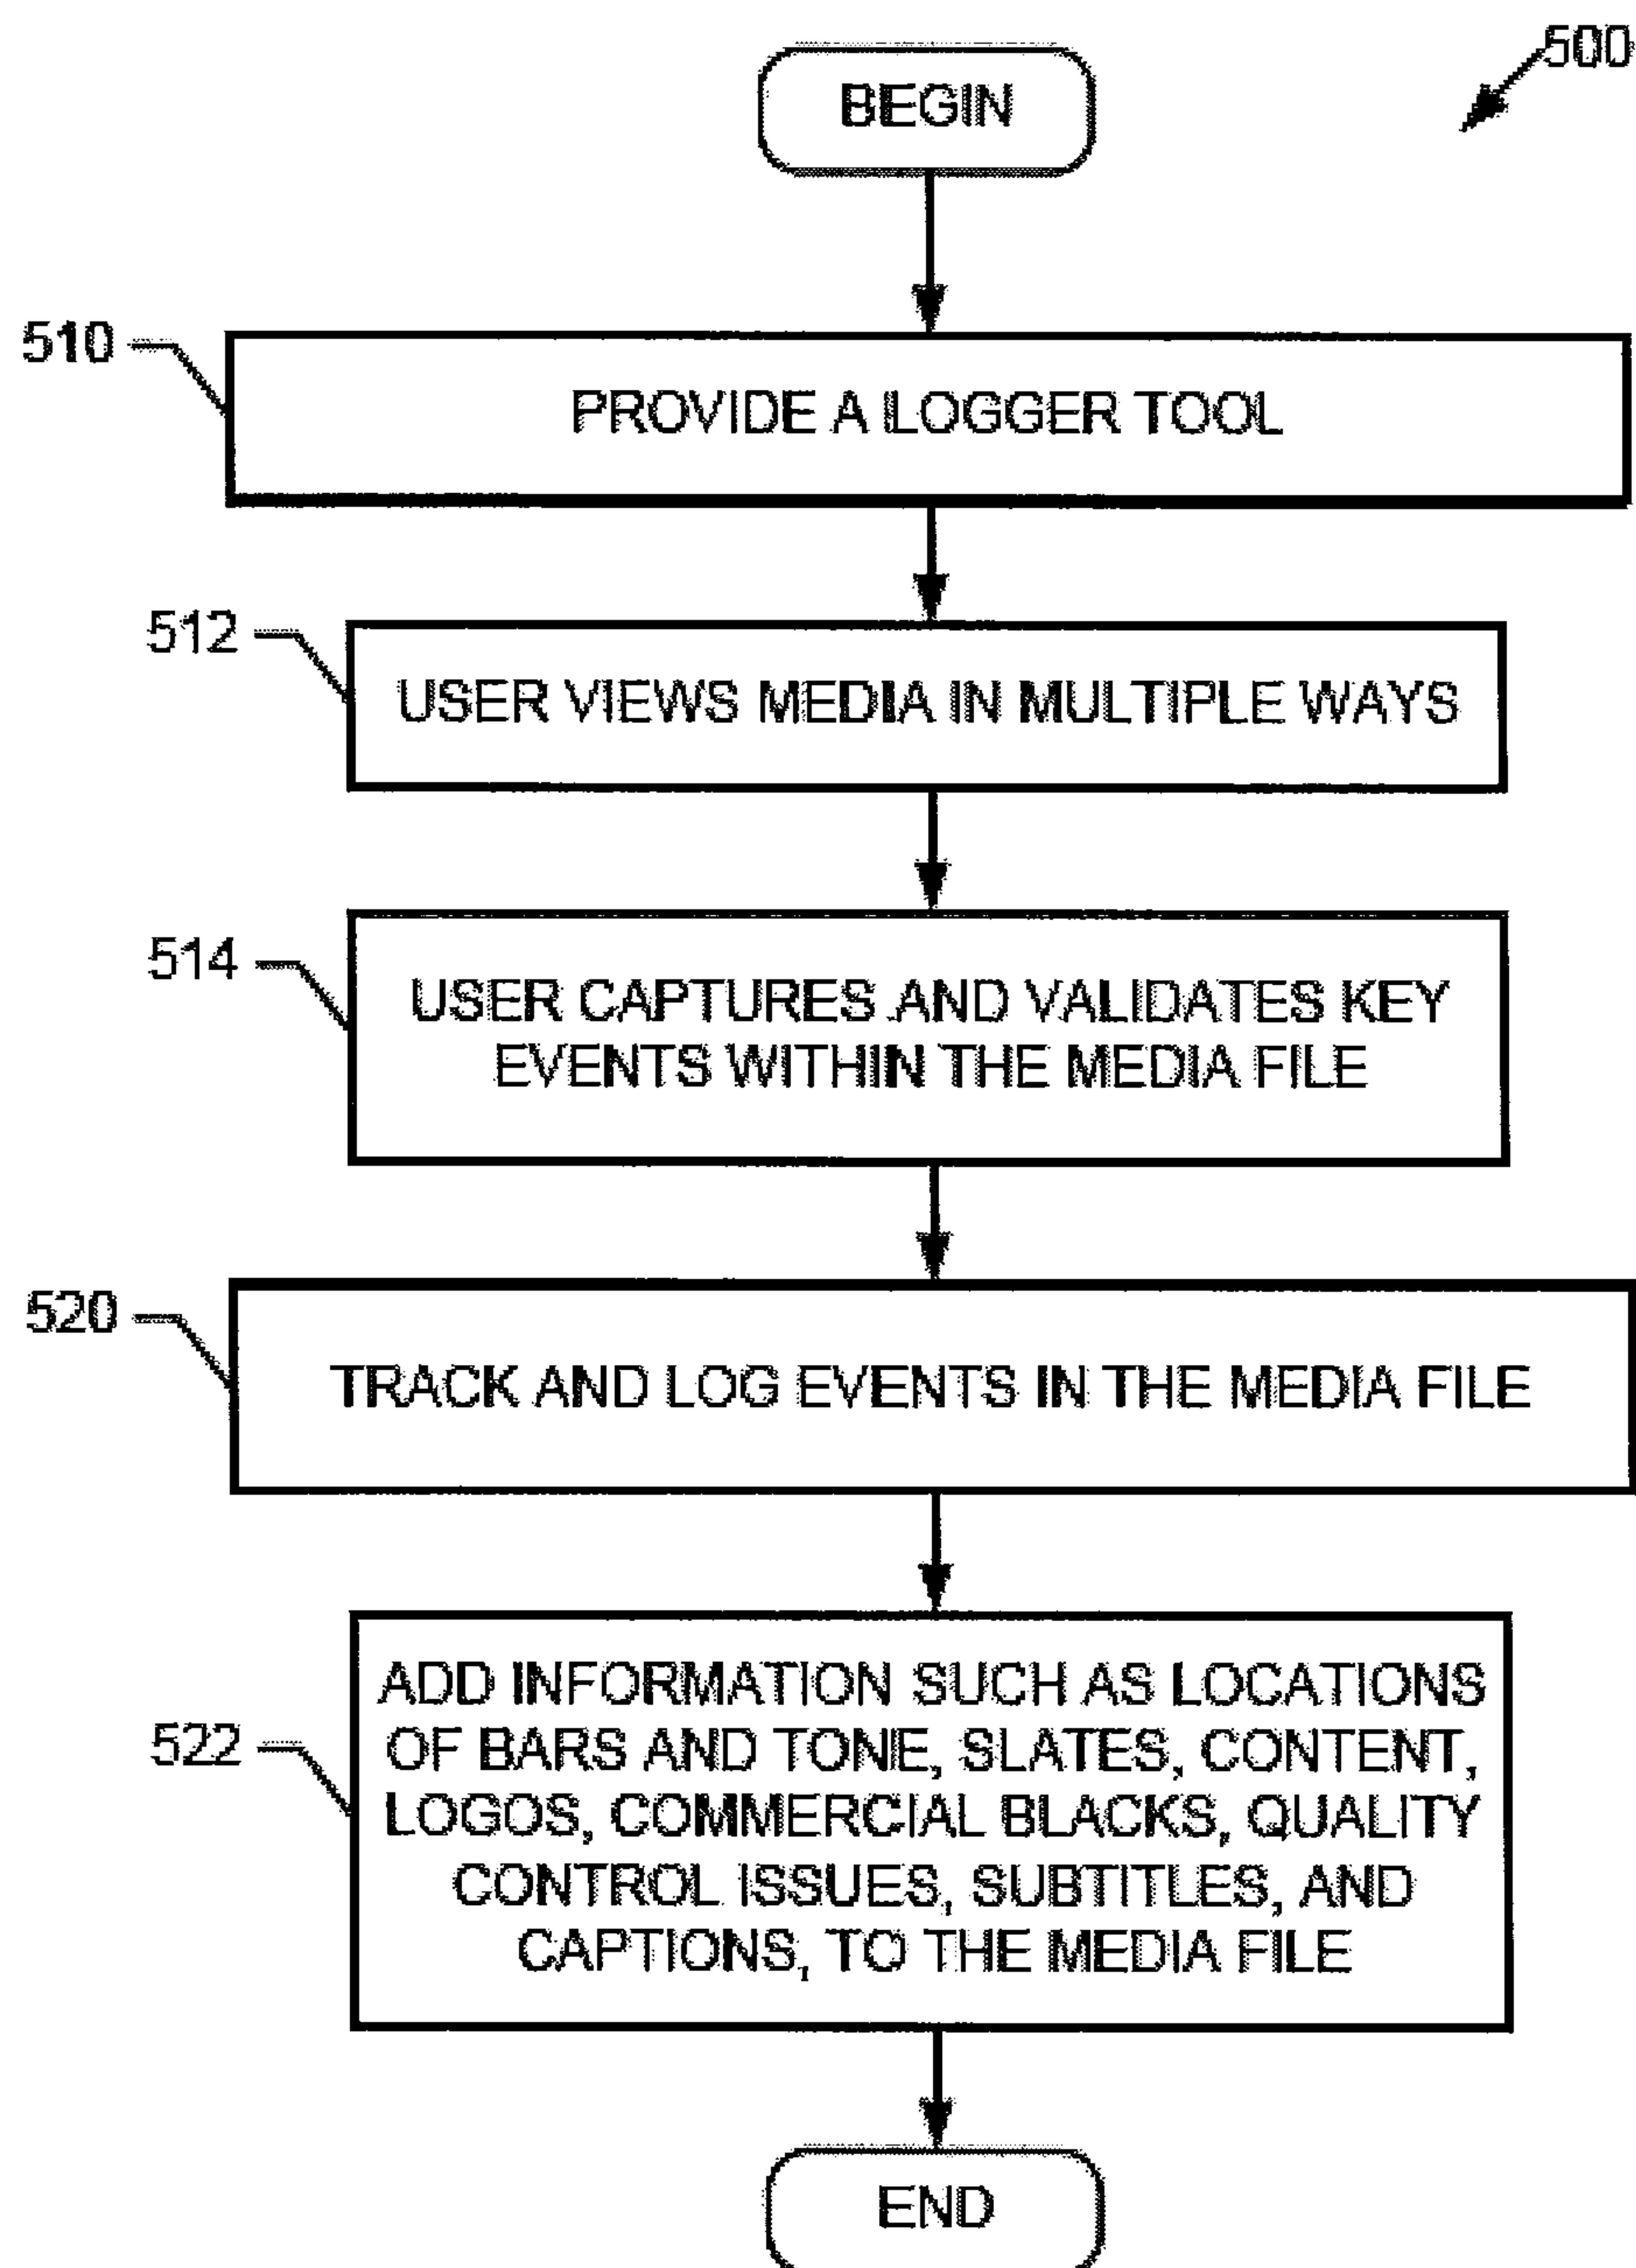 500
BEGIN
510
PROVIDE A LOGGER TOOL
512
USER VIEWS MEDIA IN MULTIPLE WAYS
514
USER CAPTURES AND VALIDATES KEY
EVENTS WITHIN THE MEDIA FILE
520
TRACK AND LOG EVENTS IN THE MEDIA FILE
522
ADD INFORMATION SUCH AS LOCATIONS
OF BARS AND TONE, SLATES, CONTENT,
LOGOS, COMMERCIAL BLACKS, QUALITY
CONTROL ISSUES, SUBTITLES, AND
CAPTIONS, TO THE MEDIA FILE
END